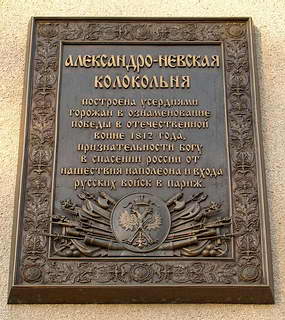 АЛЕКСАНДРО-НЕВСКАЯ
КОЛОКОЛЬНЯ
ПОСТРОЕНА УСЕРДИЯМИ
ГОРОЖАН В ОЗНАМЕНОВАНИЕ
ПОБЕДЫ В ОТЕЧЕСТВЕННОЙ
ВОЙНЕ 1812 ГОДА,
ПРИЗНАТЕЛЬНОСТИ БОГУ
В СПАСЕНИИ РОССИИ ОТ
НАШЕСТВИЯ НАПОЛЕОНА И ВХОДА
РУССКИХ ВОЙСК В ПАРИЖ